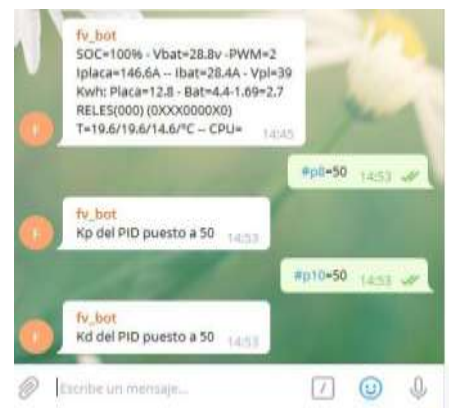 fv_bot
SOC=100% - Vbat=28.8v -PWM=2
Iplaca=146.6A -- Ibat=28.4A - Vpl=39
Kwh: Placa=12.8 - Bat=4.4-1.69=2.7
RELES(000) (0XXX0000X0)
T=19.6/19.6/14.6/ºC -- CPU=
14:45
#p8=50 14:53
F
fv_bot
Kp del PID puesto a 50 14:53
#p10=50 14:53
F
fv_bot
Kd del PID puesto a 50 14:53
F
Escribe un mensaje...